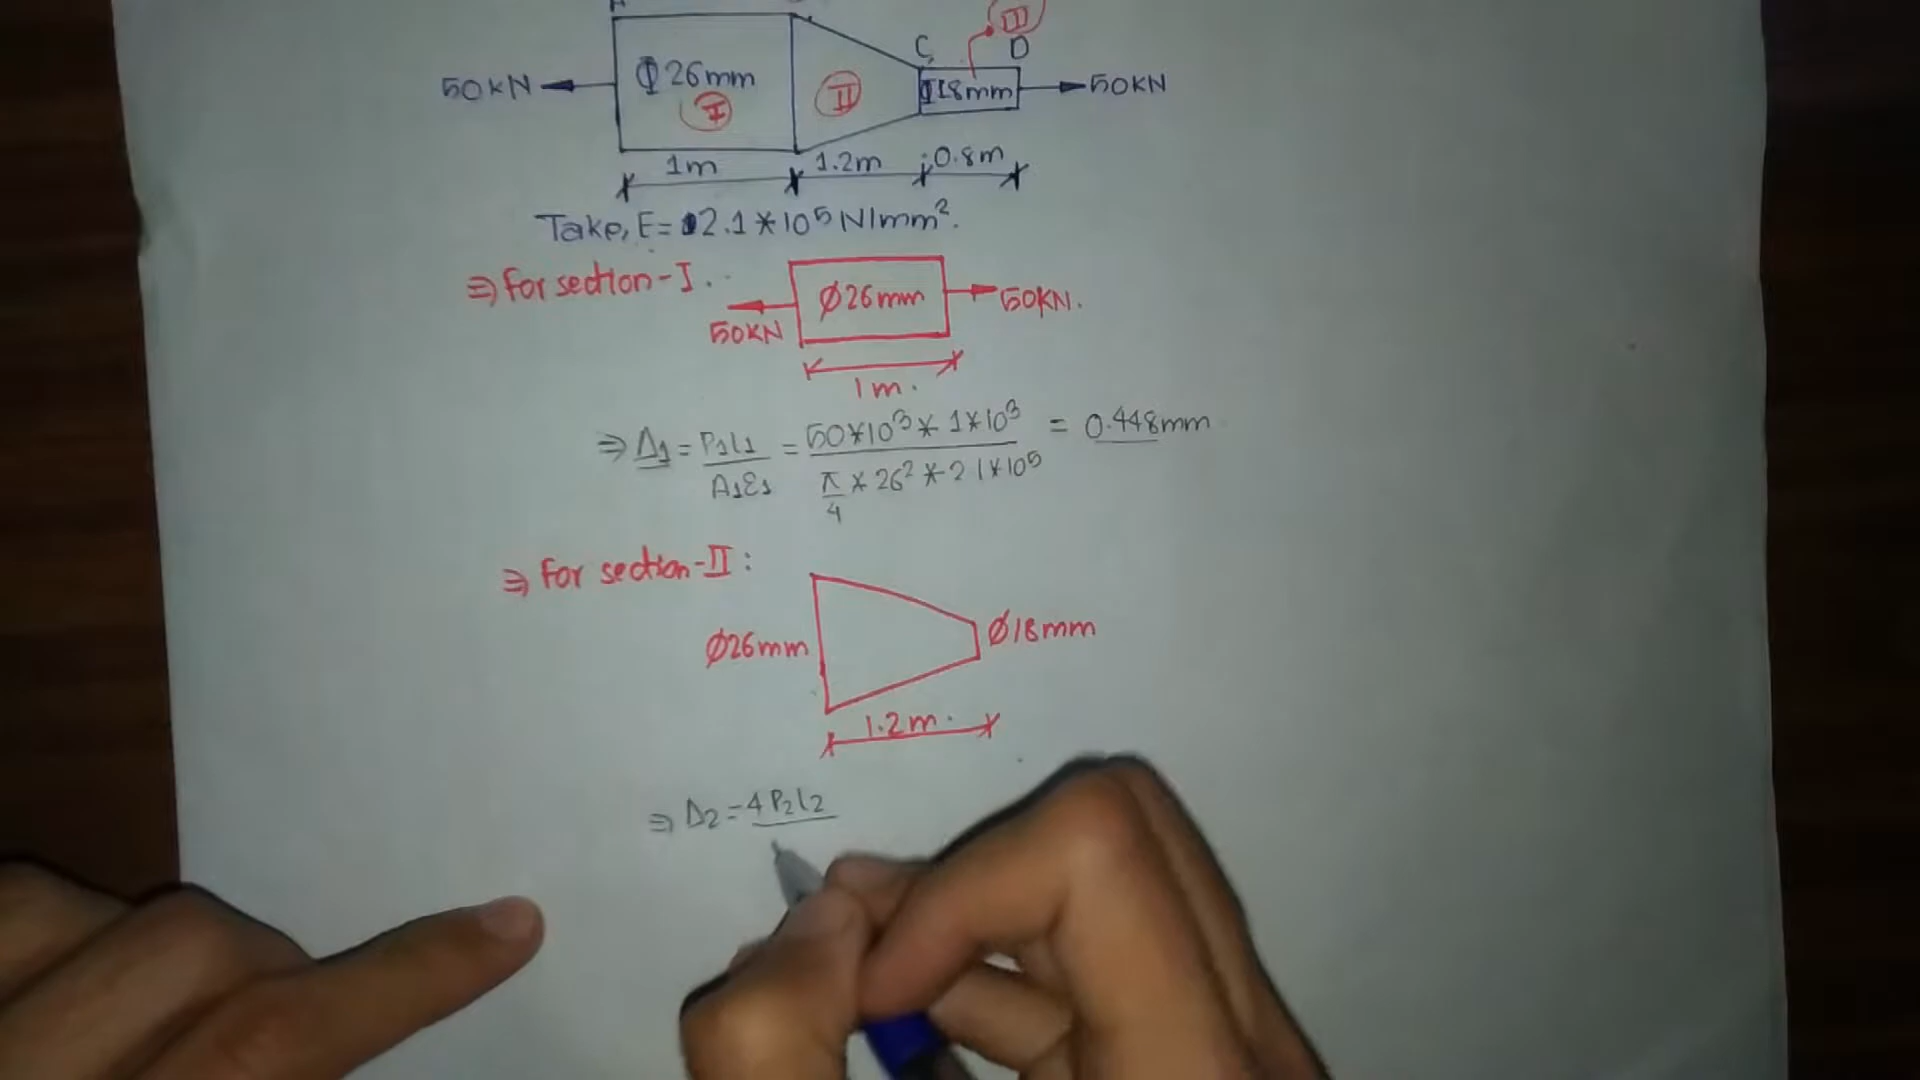 III
C D
50kN Φ26mm Φ18mm 50KN
I II
1m 1.2m 0.8m
Take, E= 2.1*10⁵ N/mm².
⇒ for section-I.
Ø26mm
50KN 50KN.
1m.
⇒ Δ1 = P1l1/A1E1 = 50*10³*1*10³ / π/4 * 26² * 2.1*10⁵ = 0.448mm
⇒ for section-II:
Ø26mm Ø18mm
1.2m.
⇒ Δ2 = 4P2l2